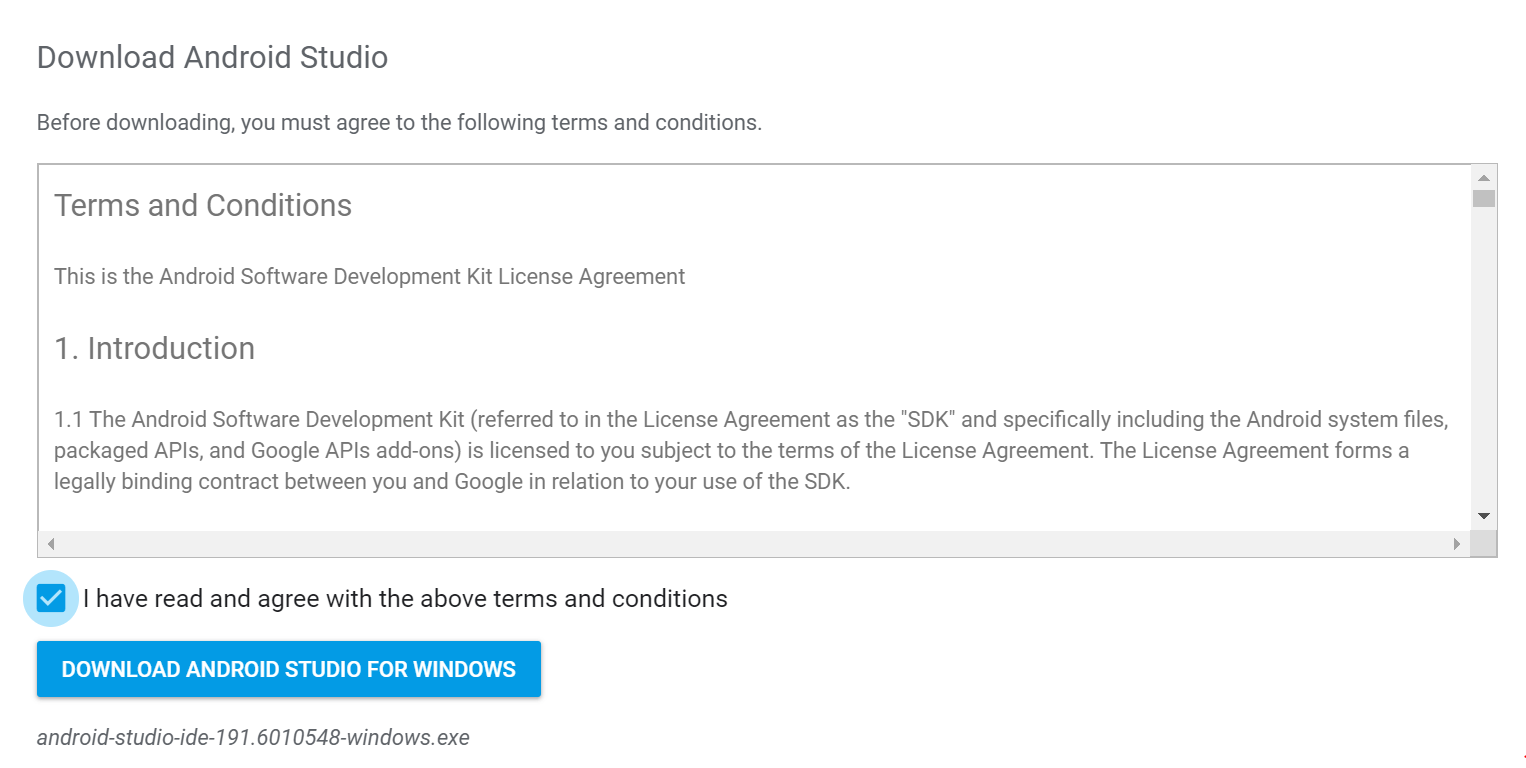 Download Android Studio
Before downloading, you must agree to the following terms and conditions.
Terms and Conditions
This is the Android Software Development Kit License Agreement
1. Introduction
1.1 The Android Software Development Kit (referred to in the License Agreement as the "SDK" and specifically including the Android system files,
packaged APIs, and Google APIs add-ons) is licensed to you subject to the terms of the License Agreement. The License Agreement forms a
legally binding contract between you and Google in relation to your use of the SDK.
I have read and agree with the above terms and conditions
DOWNLOAD ANDROID STUDIO FOR WINDOWS
android-studio-ide-191.6010548-windows.exe